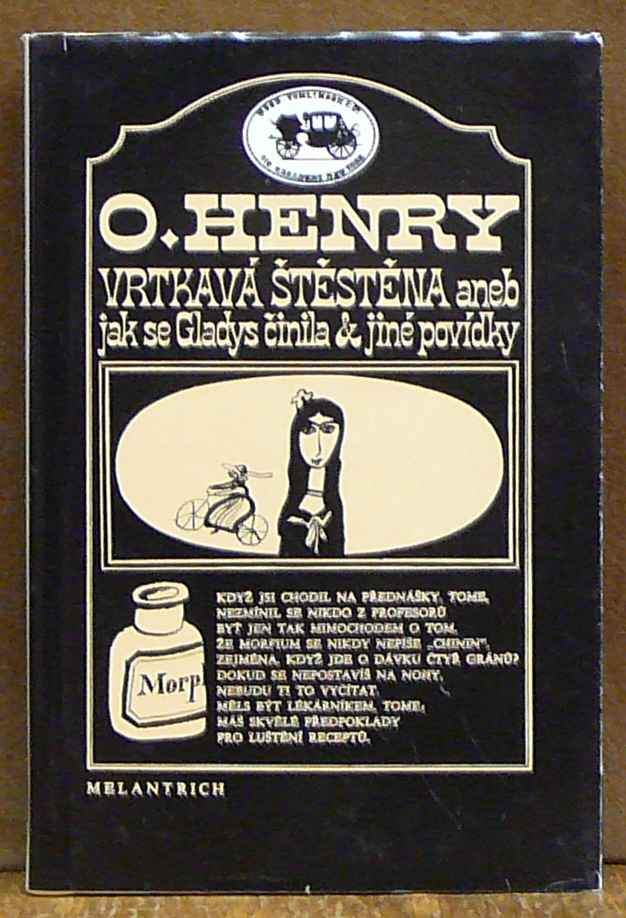 O. HENRY
VRTKAVÁ ŠTĚSTĚNA aneb
jak se Gladys činila & jiné povídky
KDYŽ JSI CHODIL NA PŘEDNÁŠKY, TOME,
NEZMÍNIL SE NIKDO Z PROFESORŮ
BYŤ JEN TAK MIMOCHODEM O TOM,
ŽE MORFIUM SE NIKDY NEPÍŠE „CHININ“,
ZEJMÉNA, KDYŽ JDE O DÁVKU ČTYŘ GRÁNŮ?
DOKUD SE NEPOSTAVÍŠ NA NOHY,
NEBUDU TI TO VYČÍTAT.
MĚLS BÝT LÉKÁRNÍKEM, TOME;
MÁŠ SKVĚLÉ PŘEDPOKLADY
PRO LUŠTĚNÍ RECEPTŮ.
Morp
MELANTRICH